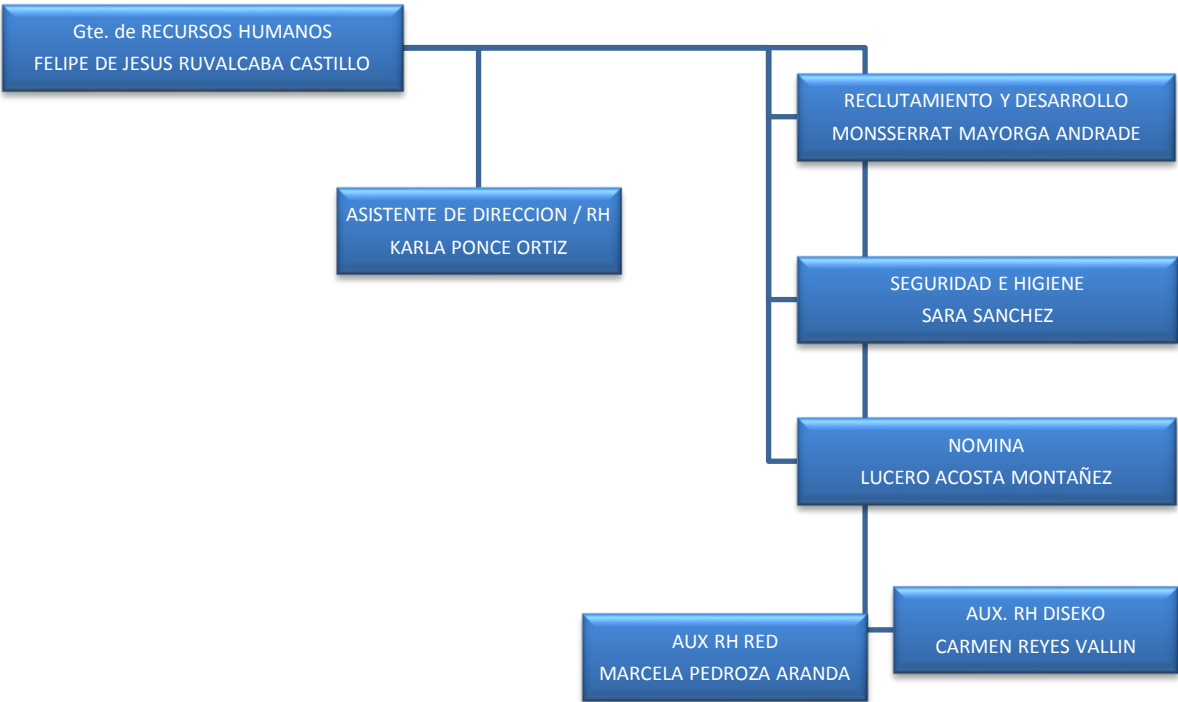 Gte. de RECURSOS HUMANOS
FELIPE DE JESUS RUVALCABA CASTILLO
RECLUTAMIENTO Y DESARROLLO
MONSSERRAT MAYORGA ANDRADE
ASISTENTE DE DIRECCION / RH
KARLA PONCE ORTIZ
SEGURIDAD E HIGIENE
SARA SANCHEZ
NOMINA
LUCERO ACOSTA MONTAÑEZ
AUX RH RED
MARCELA PEDROZA ARANDA
AUX. RH DISEKO
CARMEN REYES VALLIN